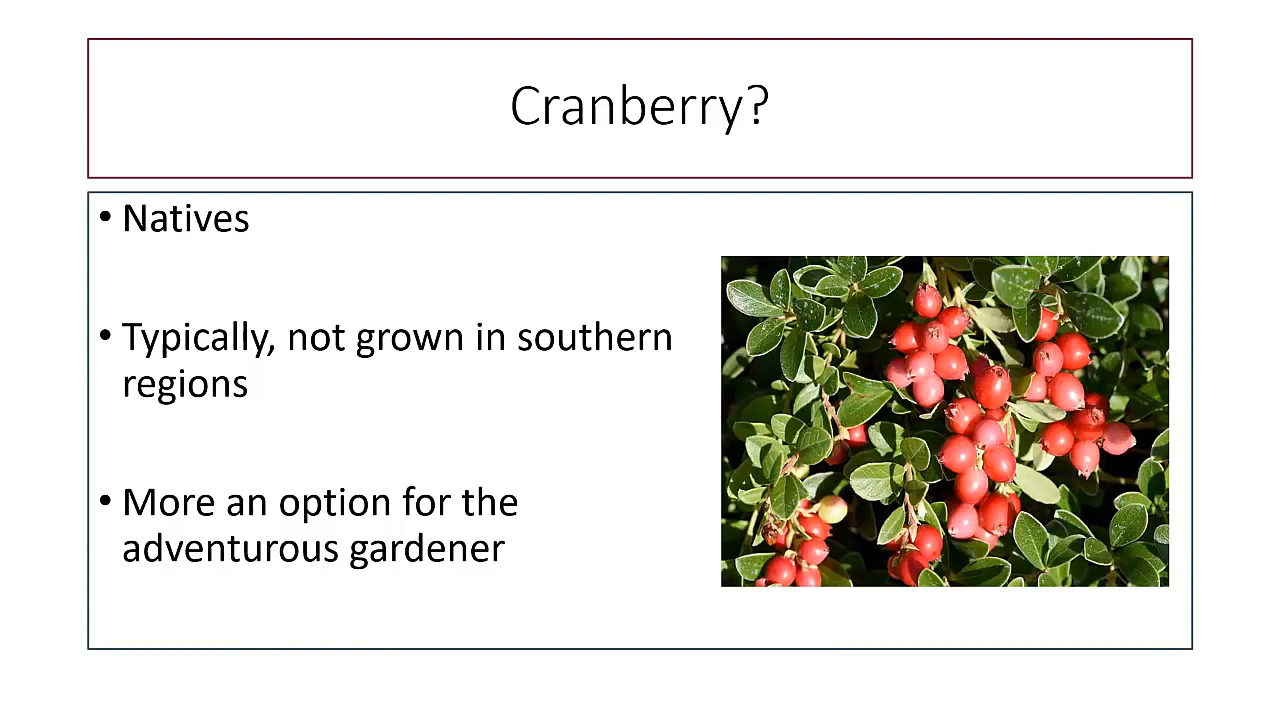 Cranberry?
• Natives
• Typically, not grown in southern
regions
• More an option for the
adventurous gardener